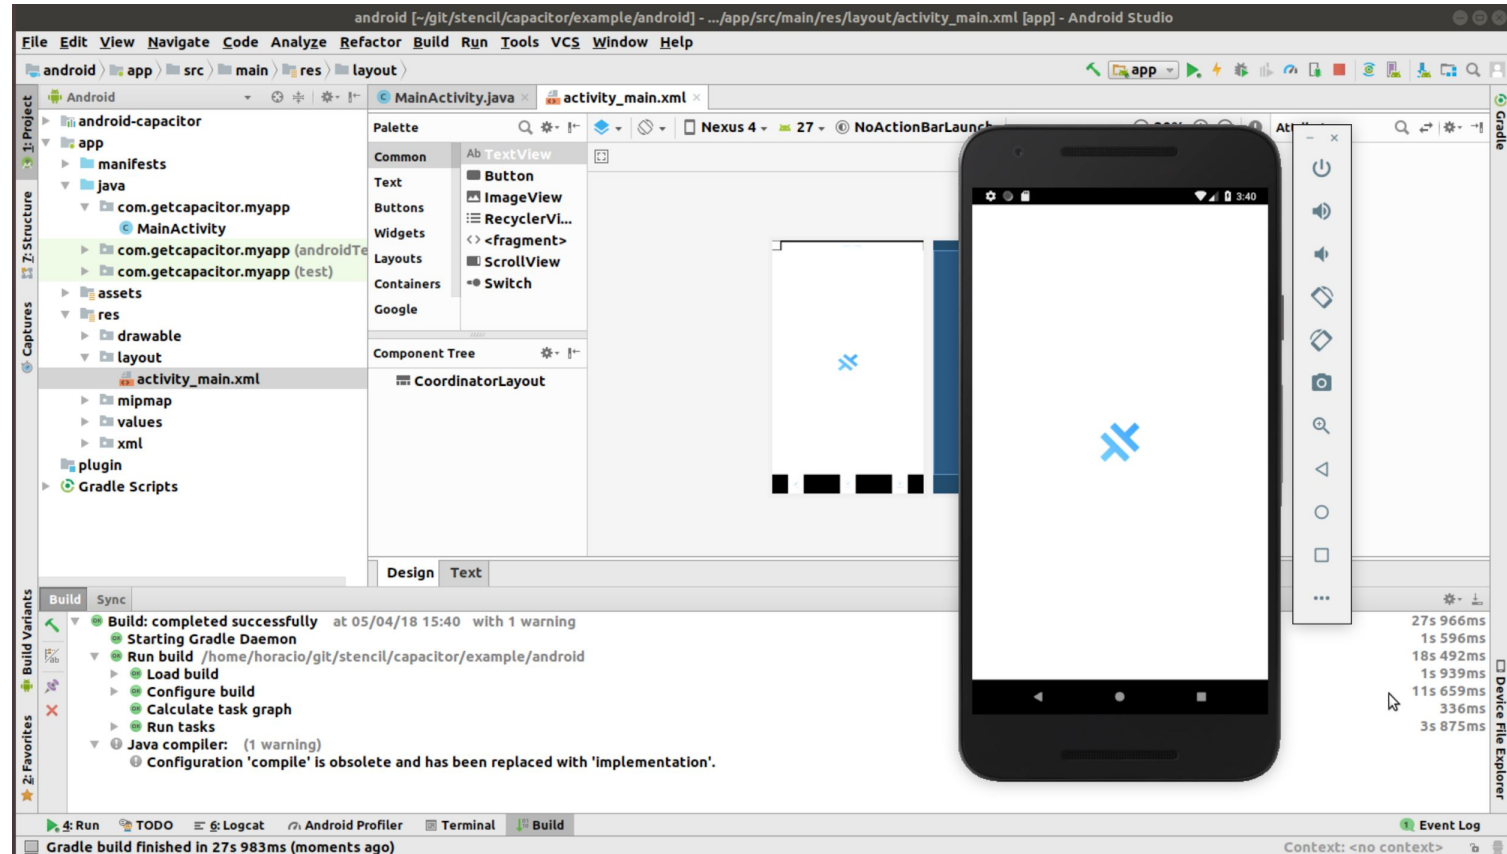 android [~/git/stencil/capacitor/example/android] - .../app/src/main/res/layout/activity_main.xml [app] - Android Studio
File Edit View Navigate Code Analyze Refactor Build Run Tools VCS Window Help
android app src main res layout
app
1: Project
Android
MainActivity.java
activity_main.xml
Gradle
android-capacitor
app
manifests
java
com.getcapacitor.myapp
MainActivity
com.getcapacitor.myapp (androidTe
com.getcapacitor.myapp (test)
assets
res
drawable
layout
activity_main.xml
mipmap
values
xml
plugin
Gradle Scripts
Z: Structure
Captures
Palette
Nexus 4
27
NoActionBarLaunch
Common
Text
Buttons
Widgets
Layouts
Containers
Google
Ab TextView
Button
ImageView
RecyclerVi...
<fragment>
ScrollView
Switch
Component Tree
CoordinatorLayout
3:40
Design Text
Build Sync
Build Variants
2: Favorites
Build: completed successfully at 05/04/18 15:40 with 1 warning 27s 966ms
Starting Gradle Daemon 1s 596ms
Run build /home/horacio/git/stencil/capacitor/example/android 18s 492ms
Load build 1s 939ms
Configure build 11s 659ms
Calculate task graph 336ms
Run tasks 3s 875ms
Java compiler: (1 warning)
Configuration 'compile' is obsolete and has been replaced with 'implementation'.
Device File Explorer
4: Run TODO 6: Logcat Android Profiler Terminal Build 1 Event Log
Gradle build finished in 27s 983ms (moments ago) Context: <no context>